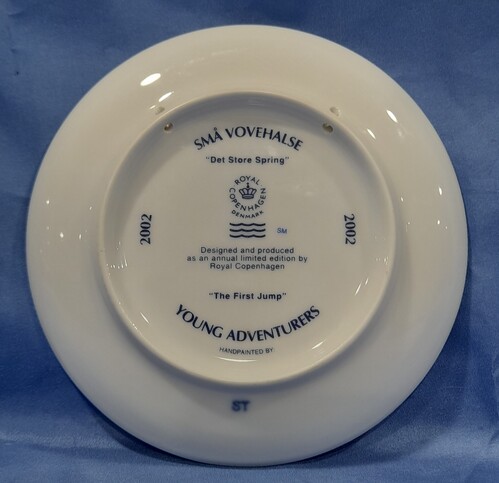 SMÅ VOVEHALSE
"Det Store Spring"
ROYAL
COPENHAGEN
DENMARK
2002
2002
SM
Designed and produced
as an annual limited edition by
Royal Copenhagen
"The First Jump"
YOUNG ADVENTURERS
HANDPAINTED BY:
ST